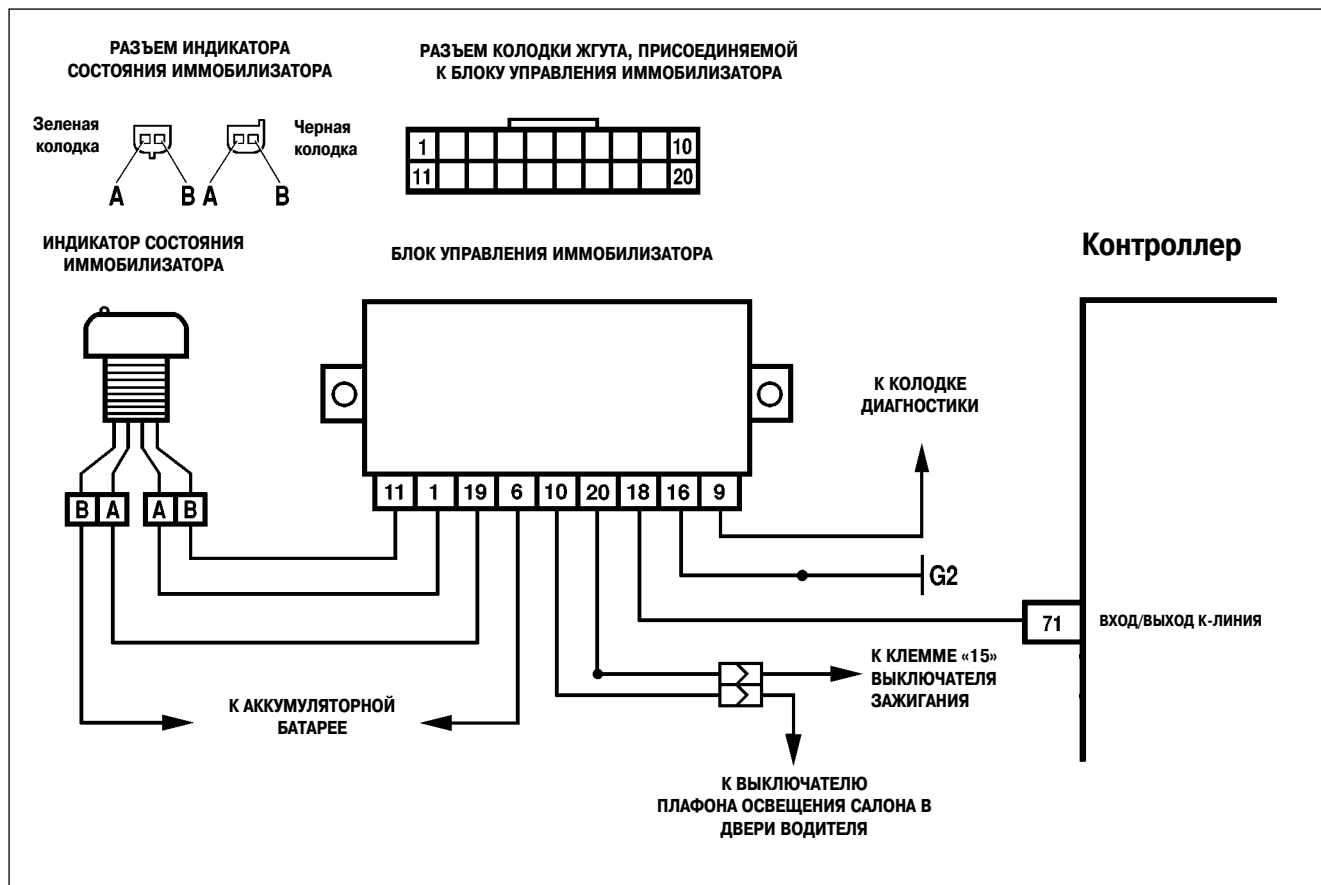 РАЗЪЕМ ИНДИКАТОРА
СОСТОЯНИЯ ИММОБИЛИЗАТОРА
РАЗЪЕМ КОЛОДКИ ЖГУТА, ПРИСОЕДИНЯЕМОЙ
К БЛОКУ УПРАВЛЕНИЯ ИММОБИЛИЗАТОРА
Зеленая
колодка
Черная
колодка
A B A B
1 10
11 20
ИНДИКАТОР СОСТОЯНИЯ
ИММОБИЛИЗАТОРА
БЛОК УПРАВЛЕНИЯ ИММОБИЛИЗАТОРА
Контроллер
К КОЛОДКЕ
ДИАГНОСТИКИ
B A A B
11 1 19 6 10 20 18 16 9
G2
71 ВХОД/ВЫХОД К-ЛИНИЯ
К КЛЕММЕ «15»
ВЫКЛЮЧАТЕЛЯ
ЗАЖИГАНИЯ
К АККУМУЛЯТОРНОЙ
БАТАРЕЕ
К ВЫКЛЮЧАТЕЛЮ
ПЛАФОНА ОСВЕЩЕНИЯ САЛОНА В
ДВЕРИ ВОДИТЕЛЯ